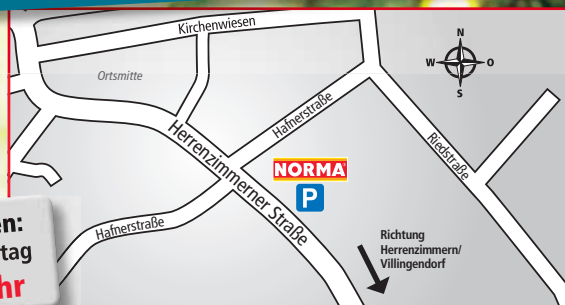 Kirchenwiesen
N
W
O
S
Ortsmitte
Hafnerstraße
Riedstraße
Herrenzimmerner Straße
NORMA
P
Hafnerstraße
Richtung
Herrenzimmern/
Villingendorf
en:
tag
hr